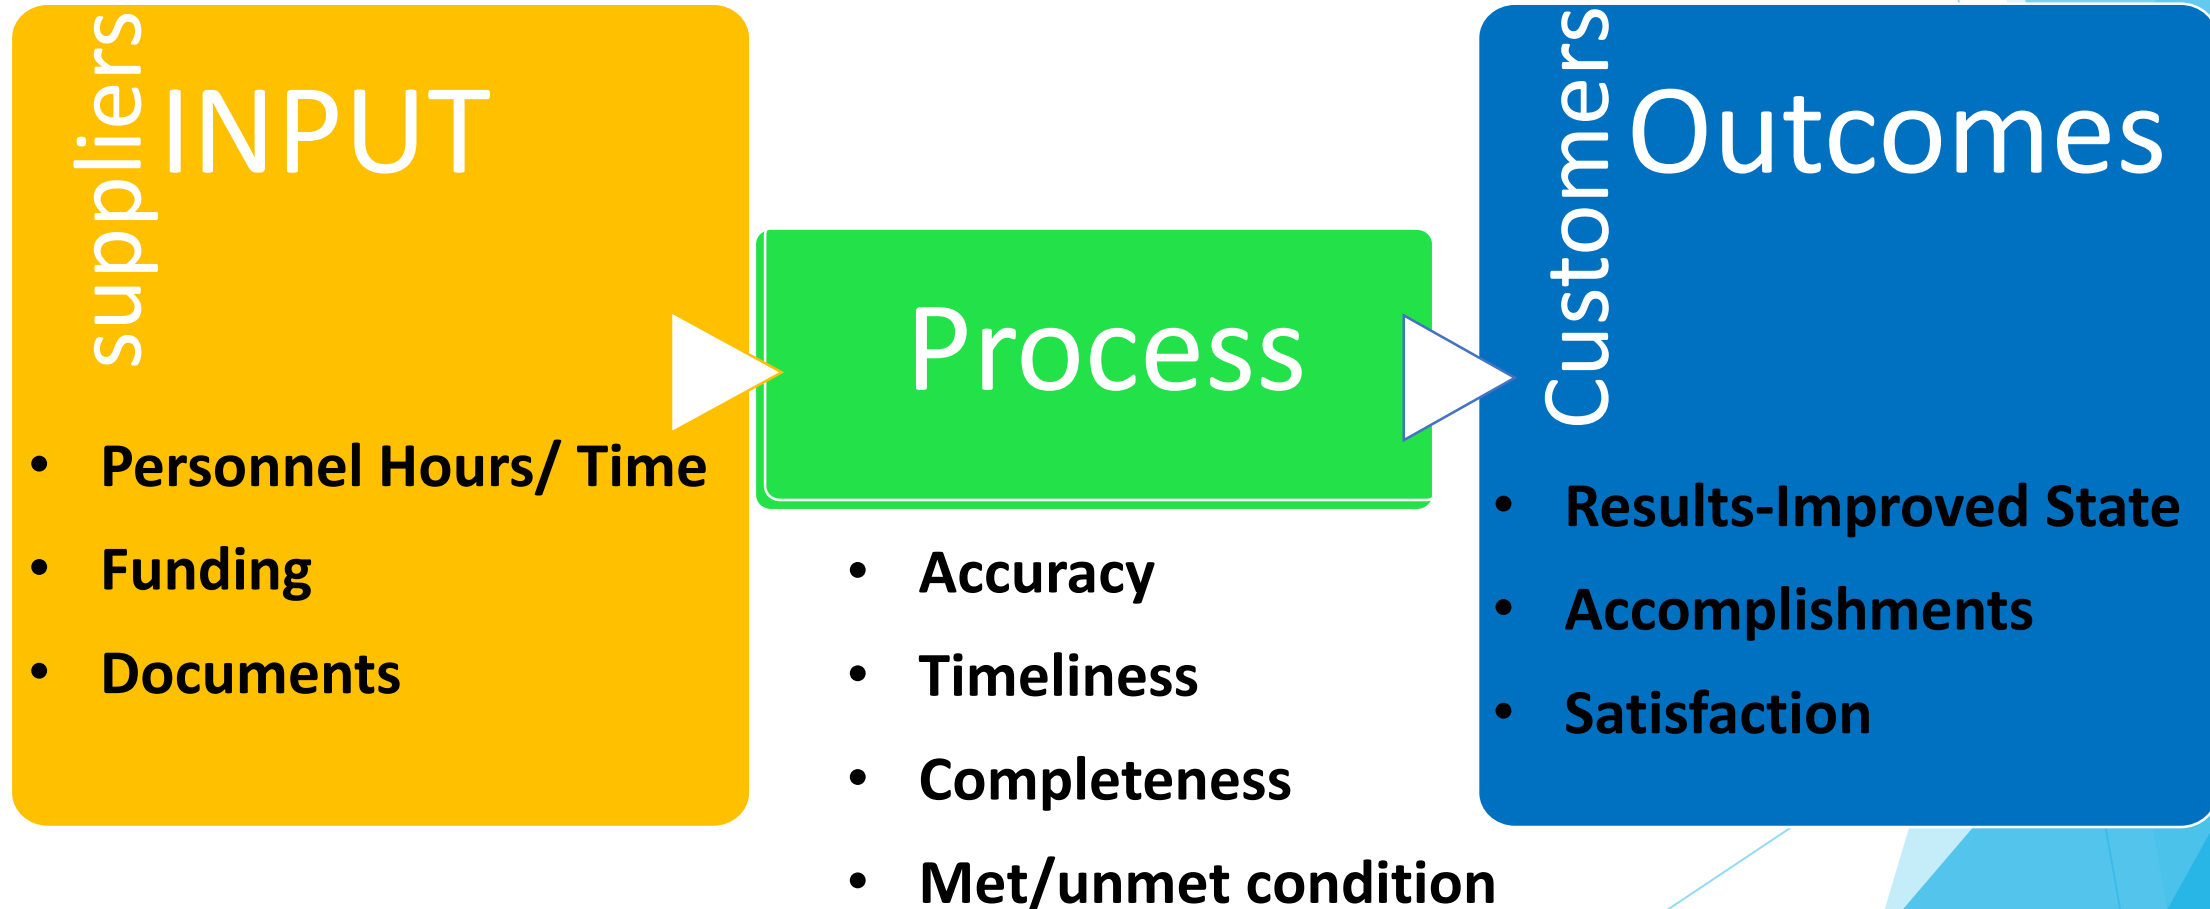 suppliers
INPUT
• Personnel Hours/ Time
• Funding
• Documents
Process
• Accuracy
• Timeliness
• Completeness
• Met/unmet condition
Customers
Outcomes
• Results-Improved State
• Accomplishments
• Satisfaction